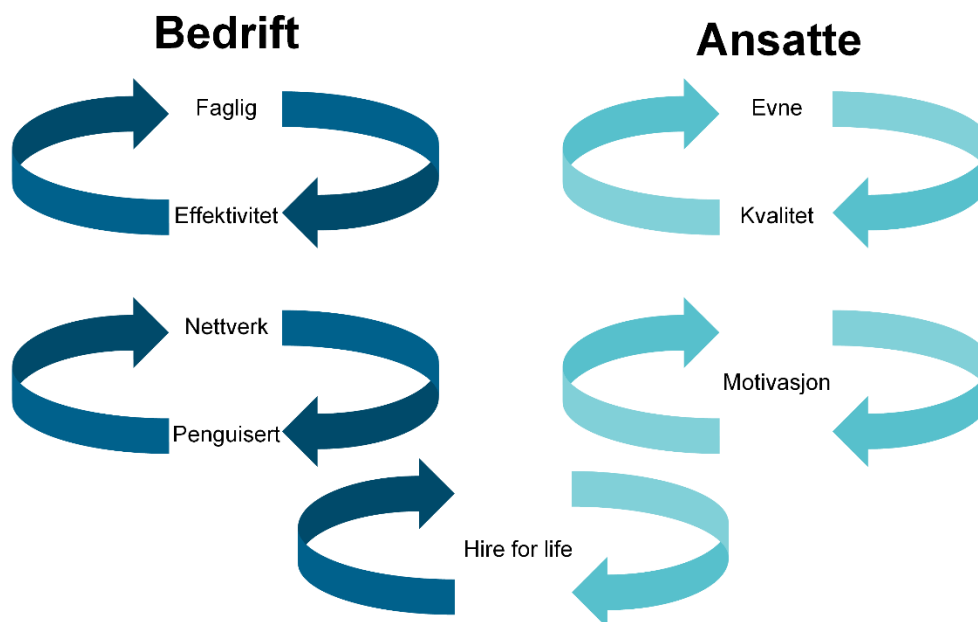 Bedrift
Ansatte
Faglig
Effektivitet
Evne
Kvalitet
Nettverk
Penguisert
Motivasjon
Hire for life